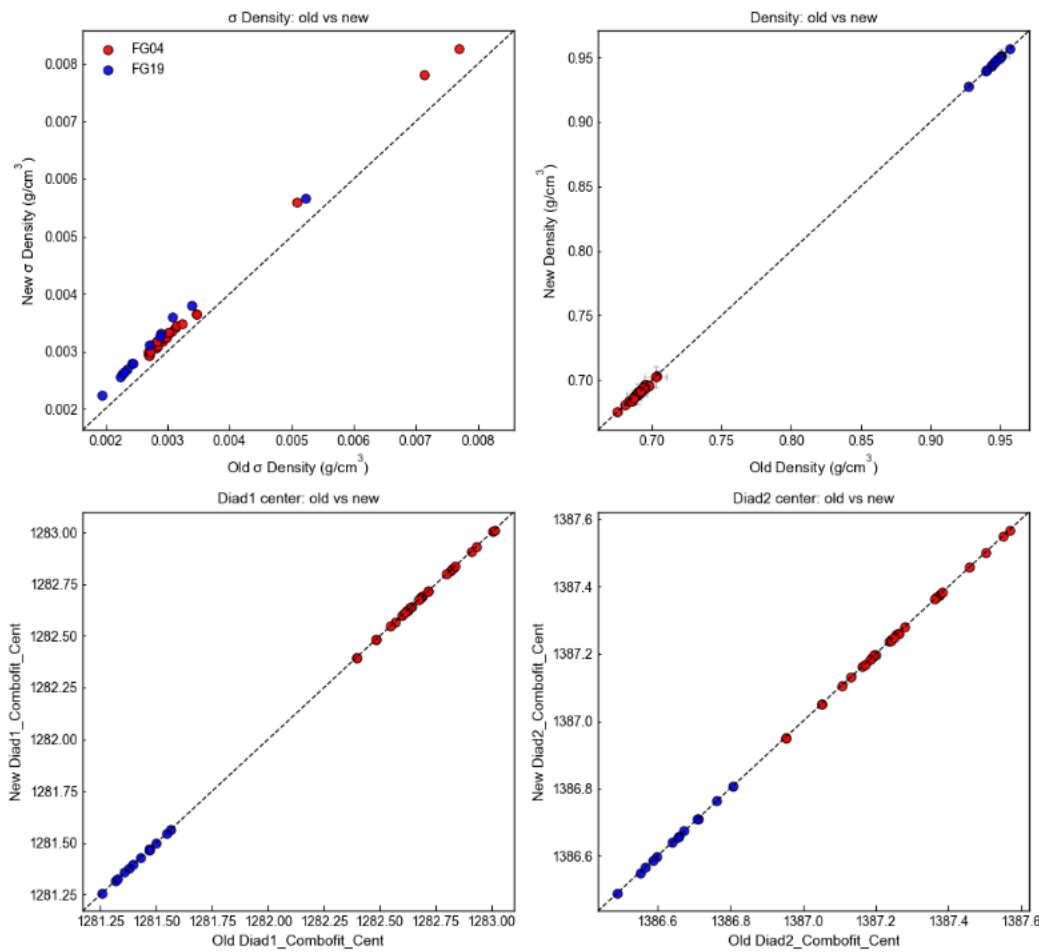 σ Density: old vs new
Density: old vs new
FG04
FG19
0.008
0.007
0.006
0.005
0.004
0.003
0.002
New σ Density (g/cm³)
0.002 0.003 0.004 0.005 0.006 0.007 0.008
Old σ Density (g/cm³)
0.95
0.90
0.85
0.80
0.75
0.70
New Density (g/cm³)
0.70 0.75 0.80 0.85 0.90 0.95
Old Density (g/cm³)
Diad1 center: old vs new
Diad2 center: old vs new
1283.00
1282.75
1282.50
1282.25
1282.00
1281.75
1281.50
1281.25
New Diad1_Combofit_Cent
1281.25 1281.50 1281.75 1282.00 1282.25 1282.50 1282.75 1283.00
Old Diad1_Combofit_Cent
1387.6
1387.4
1387.2
1387.0
1386.8
1386.6
New Diad2_Combofit_Cent
1386.6 1386.8 1387.0 1387.2 1387.4 1387.6
Old Diad2_Combofit_Cent